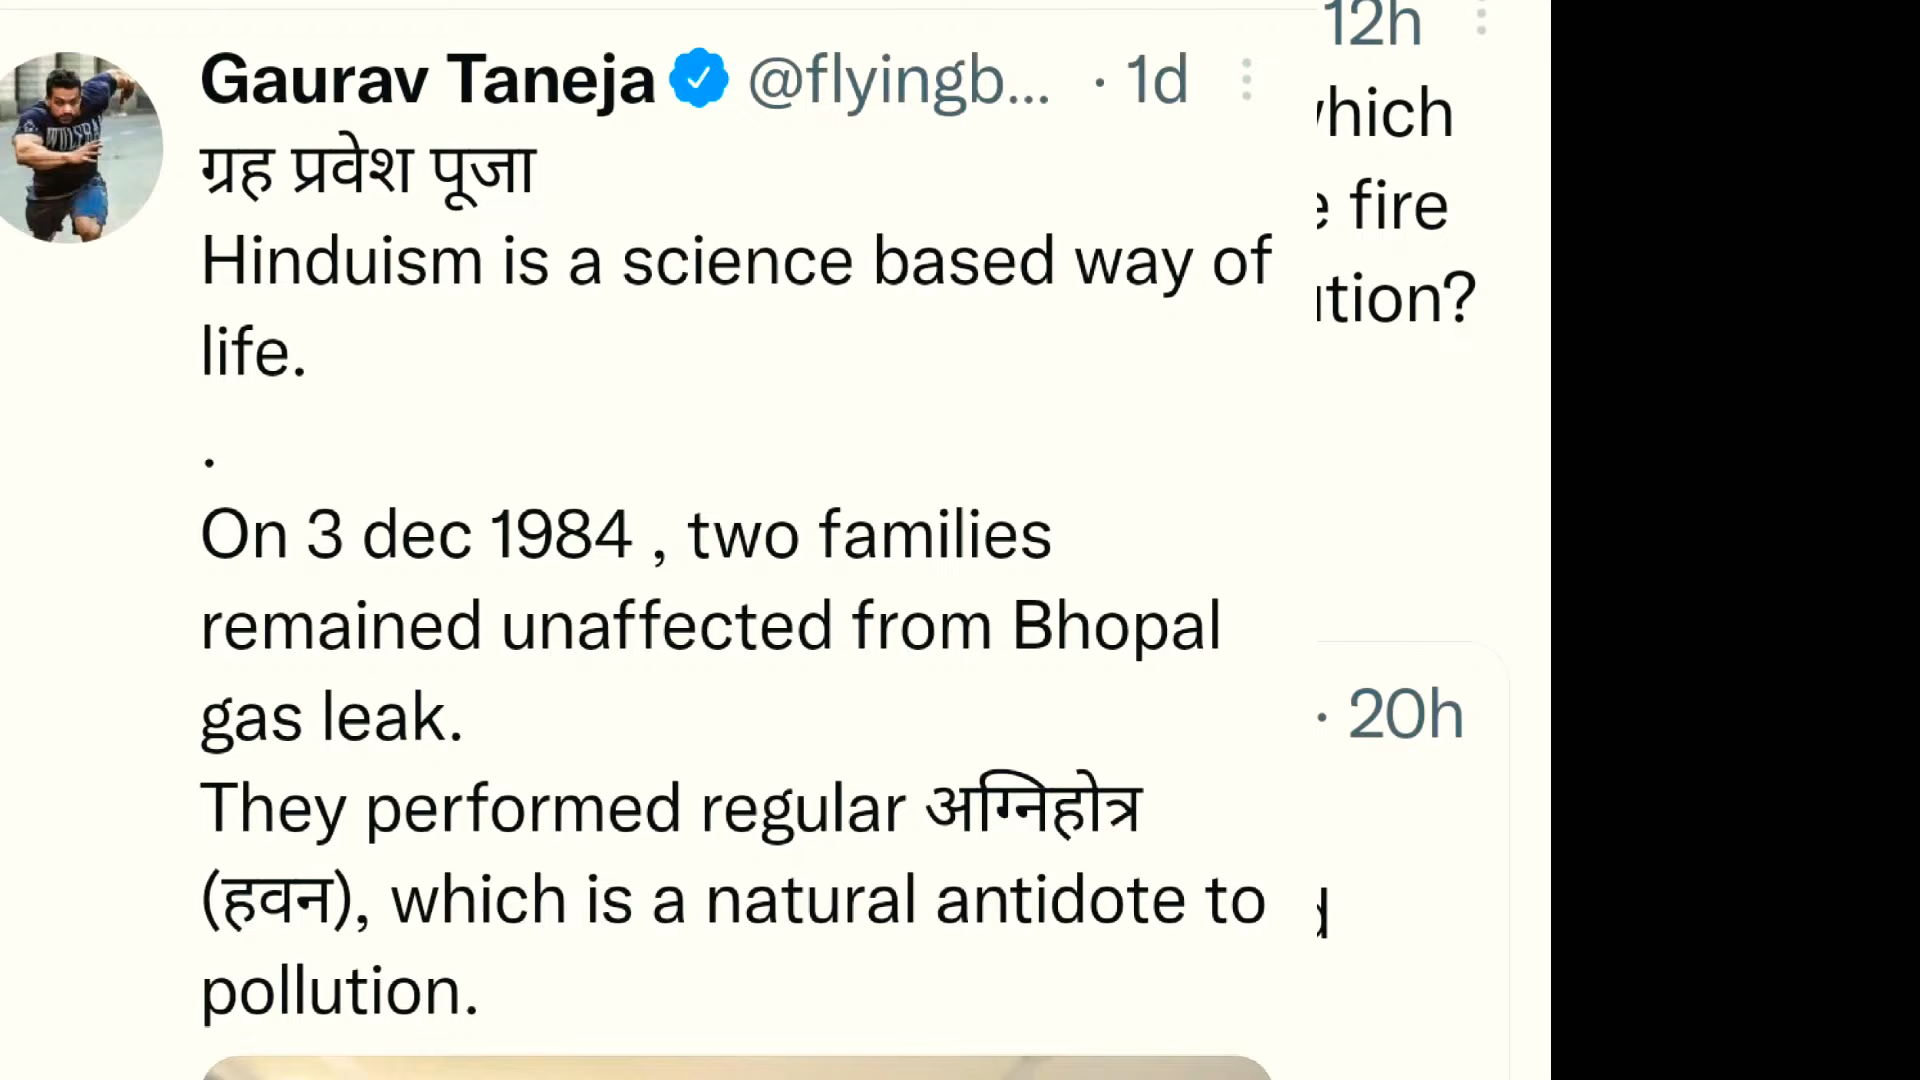 Gaurav Taneja @flyingb... · 1d
ग्रह प्रवेश पूजा
Hinduism is a science based way of
life.
.
On 3 dec 1984 , two families
remained unaffected from Bhopal
gas leak.
They performed regular अग्निहोत्र
(हवन), which is a natural antidote to
pollution.
12h
which
fire
ution?
· 20h